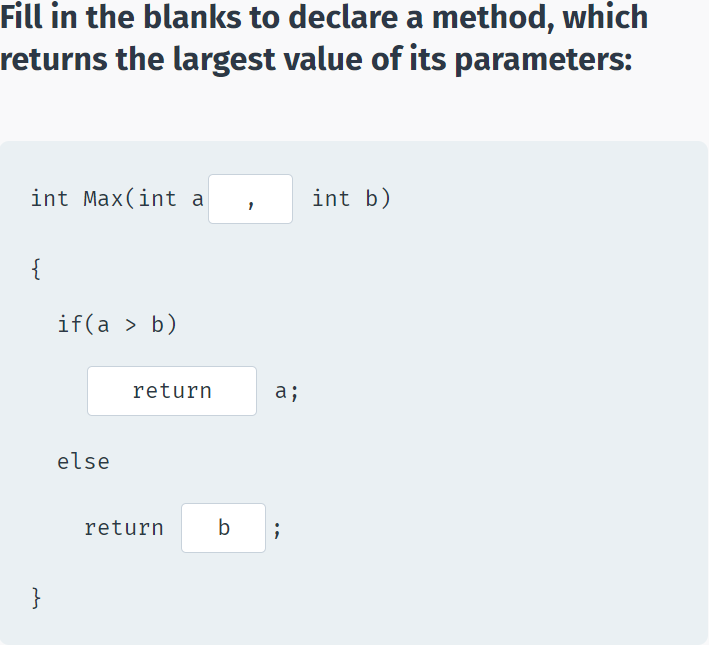 Fill in the blanks to declare a method, which
returns the largest value of its parameters:
int Max(int a , int b)
{
if(a > b)
return a;
else
return b ;
}